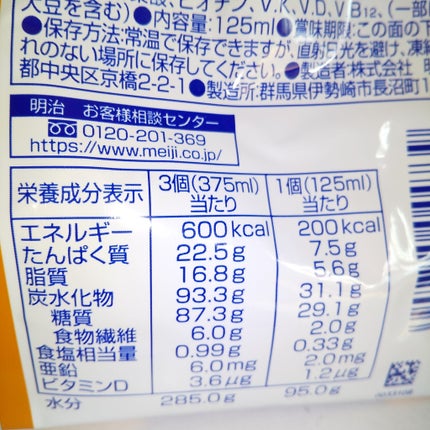 大豆を含む) ●内容量:125ml ●賞味期限:この面の
●保存方法:常温で保存できますが、直射日光を避け、凍結
れのない場所に保存してください。●製造者:株式会社 明
都中央区京橋2-2-1 ●製造所:群馬県伊勢崎市長沼町1
明治 お客様相談センター
0120-201-369
https://www.meiji.co.jp/
栄養成分表示 3個(375ml)当たり 1個(125ml)当たり
エネルギー 600kcal 200kcal
たんぱく質 22.5g 7.5g
脂質 16.8g 5.6g
炭水化物 93.3g 31.1g
糖質 87.3g 29.1g
食物繊維 6.0g 2.0g
食塩相当量 0.99g 0.33g
亜鉛 6.0mg 2.0mg
ビタミンD 3.6μg 1.2μg
水分 285.0g 95.0g